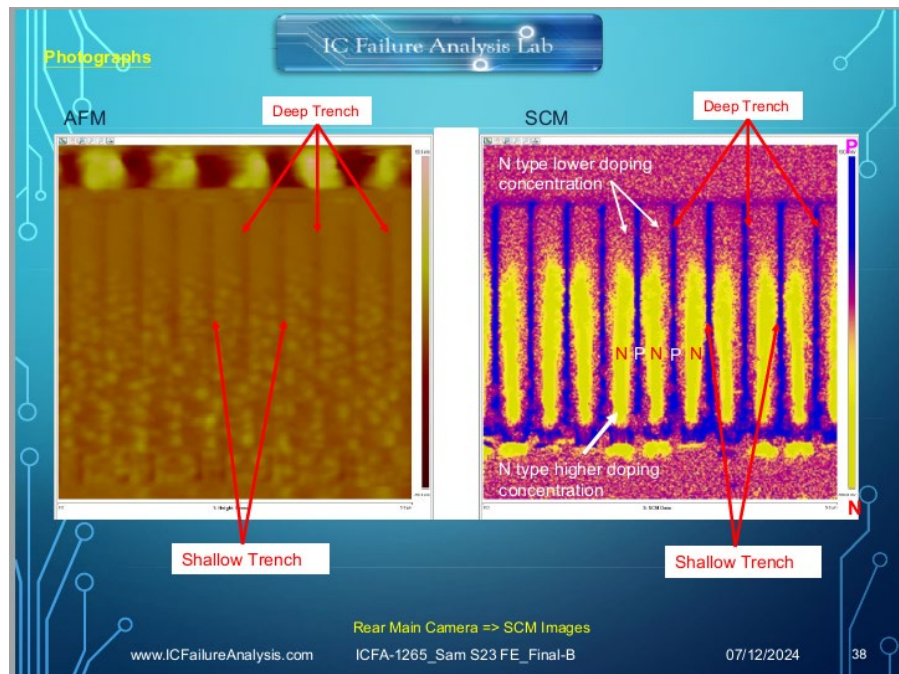 IC Failure Analysis Lab
Photographs
AFM
Deep Trench
SCM
Deep Trench
P
N type lower doping
concentration
N P N P N
N type higher doping
concentration
N
Shallow Trench
Shallow Trench
Rear Main Camera => SCM Images
www.ICFailureAnalysis.com
ICFA-1265_Sam S23 FE_Final-B
07/12/2024
38